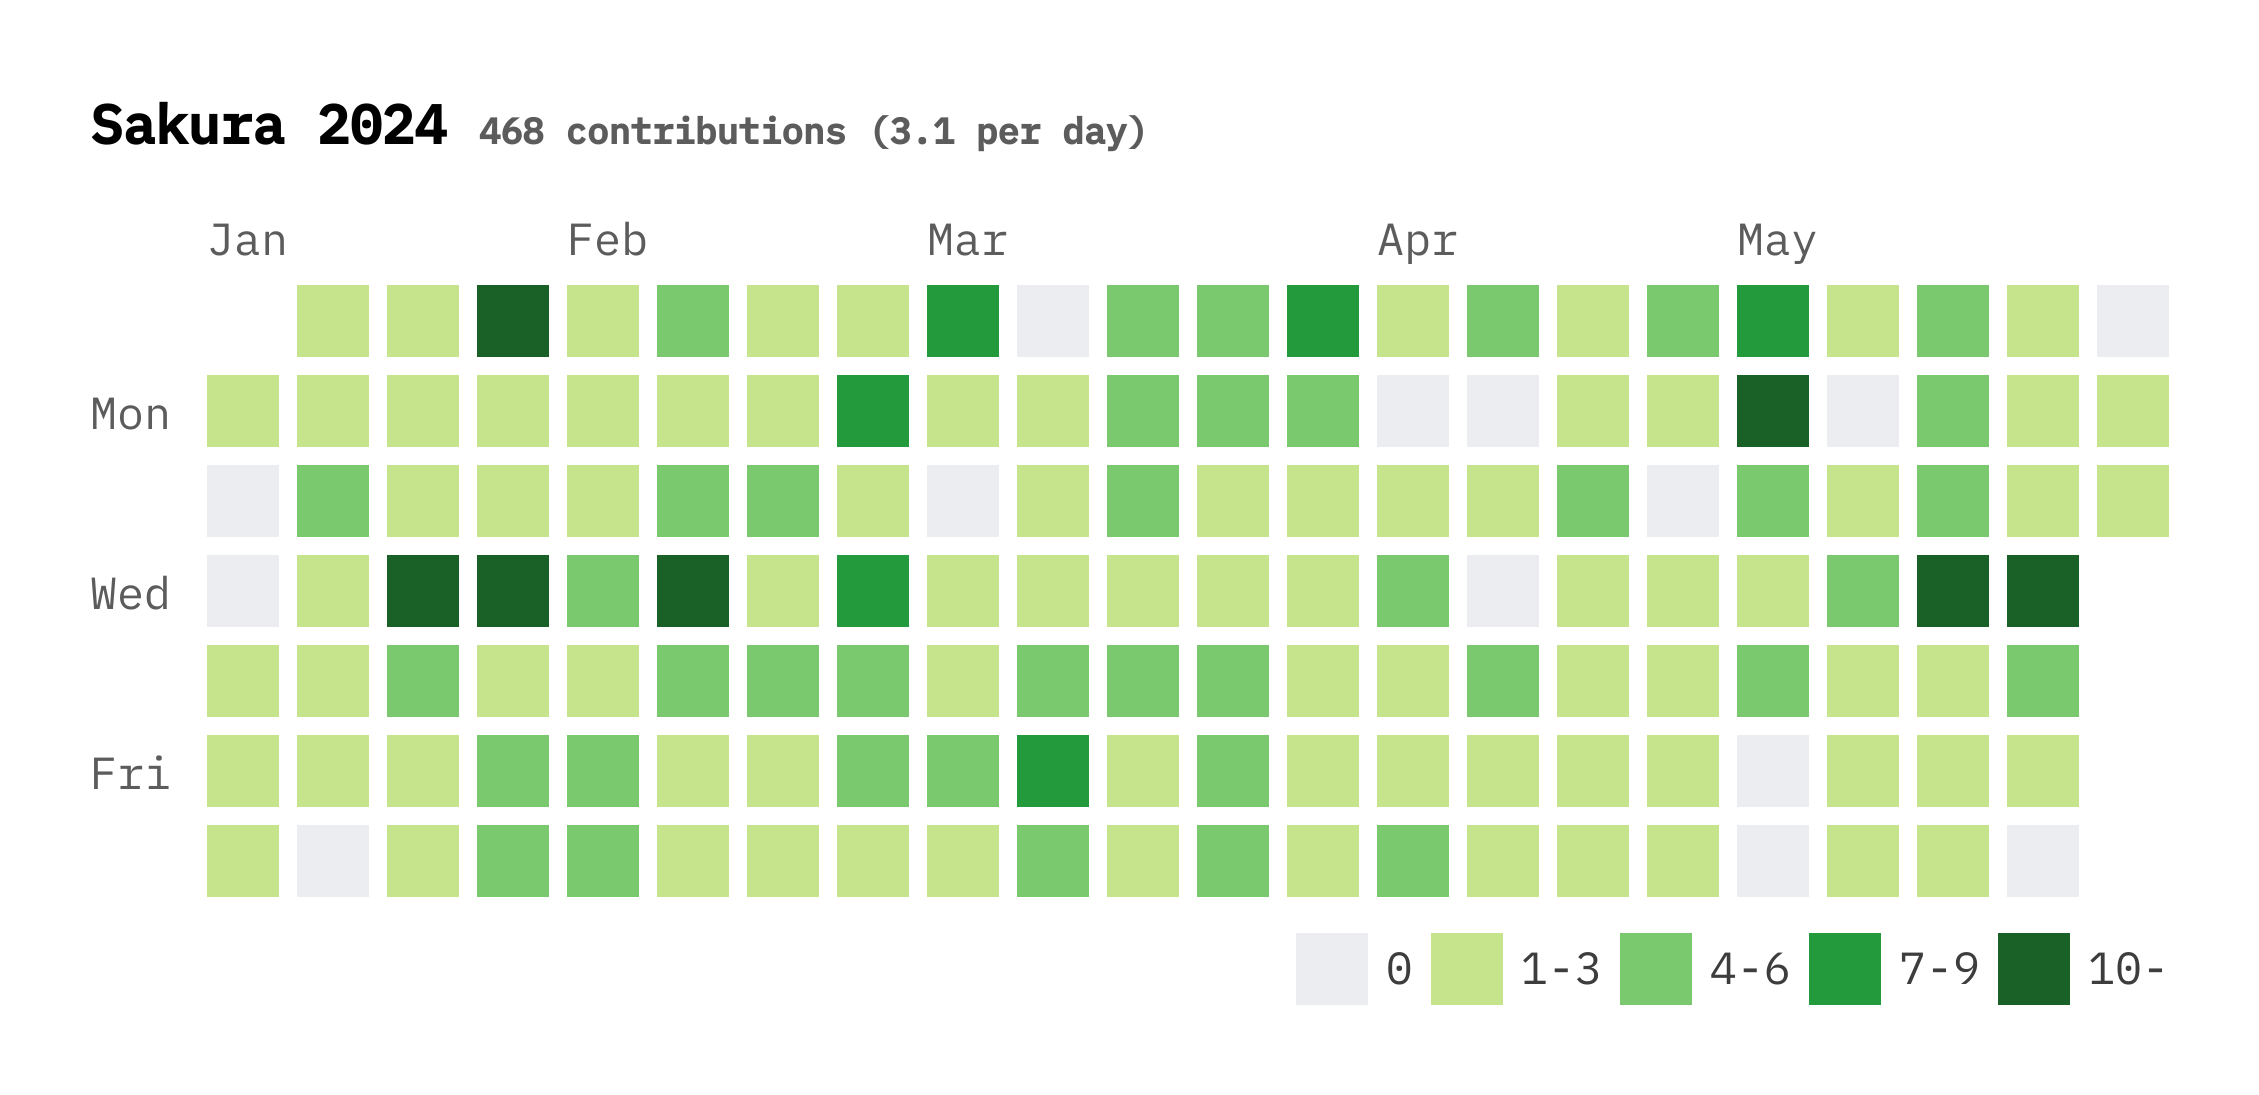 Sakura 2024 468 contributions (3.1 per day)
Jan Feb Mar Apr May
Mon
Wed
Fri
0 1-3 4-6 7-9 10-